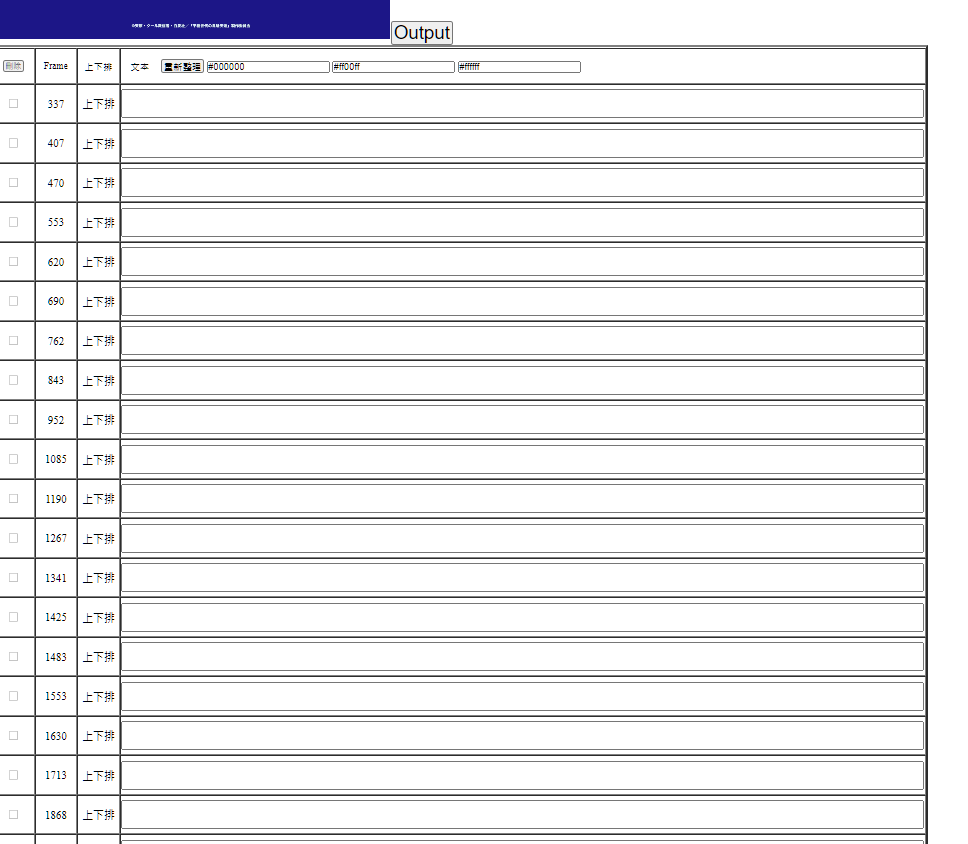 Output
刪除 Frame 上下排 文本 重新整理 #000000 #ff00ff #ffffff
337 上下排
407 上下排
470 上下排
553 上下排
620 上下排
690 上下排
762 上下排
843 上下排
952 上下排
1085 上下排
1190 上下排
1267 上下排
1341 上下排
1425 上下排
1483 上下排
1553 上下排
1630 上下排
1713 上下排
1868 上下排